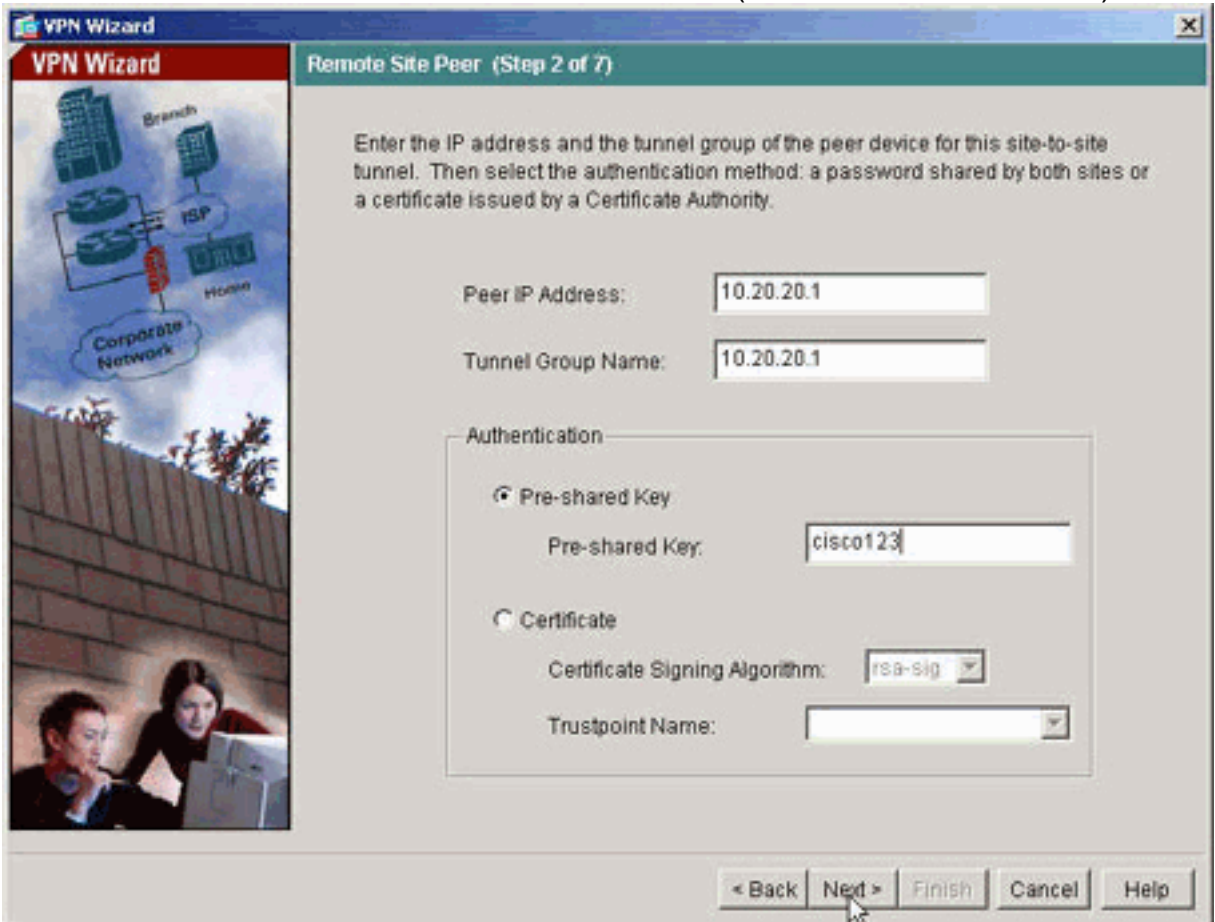 VPN Wizard
VPN Wizard
Remote Site Peer (Step 2 of 7)
Branch
ISP
Home
Corporate
Network
Enter the IP address and the tunnel group of the peer device for this site-to-site
tunnel. Then select the authentication method: a password shared by both sites or
a certificate issued by a Certificate Authority.
Peer IP Address: 10.20.20.1
Tunnel Group Name: 10.20.20.1
Authentication
Pre-shared Key
Pre-shared Key: cisco123
Certificate
Certificate Signing Algorithm: rsa-sig
Trustpoint Name:
< Back Next > Finish Cancel Help